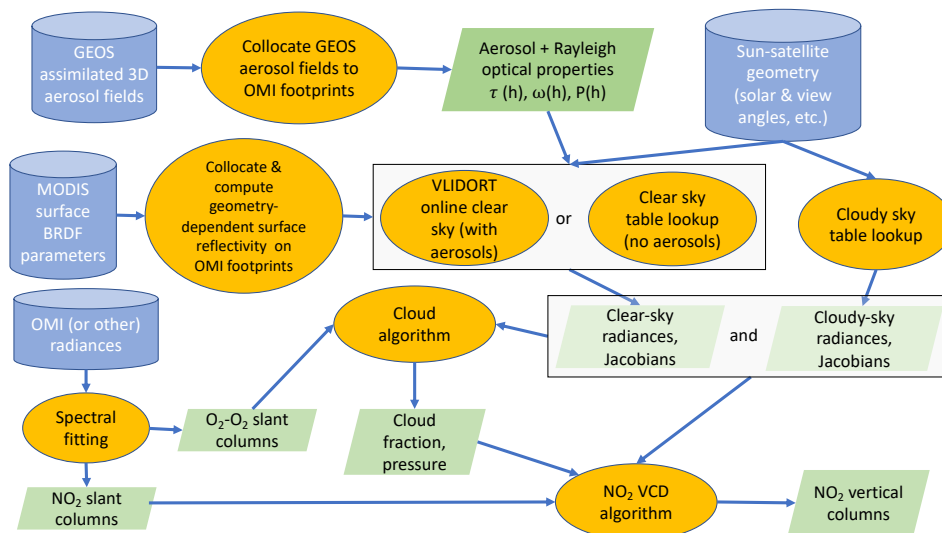 GEOS
assimilated 3D
aerosol fields
Collocate GEOS
aerosol fields to
OMI footprints
Aerosol + Rayleigh
optical properties
τ (h), ω(h), P(h)
Sun-satellite
geometry
(solar & view
angles, etc.)
MODIS
surface
BRDF
parameters
Collocate &
compute
geometry-
dependent surface
reflectivity on
OMI footprints
VLIDORT
online clear
sky (with
aerosols)
or
Clear sky
table lookup
(no aerosols)
Cloudy sky
table lookup
OMI (or other)
radiances
Cloud
algorithm
Clear-sky
radiances,
Jacobians
and
Cloudy-sky
radiances,
Jacobians
Spectral
fitting
O₂-O₂ slant
columns
Cloud
fraction,
pressure
NO₂ slant
columns
NO₂ VCD
algorithm
NO₂ vertical
columns